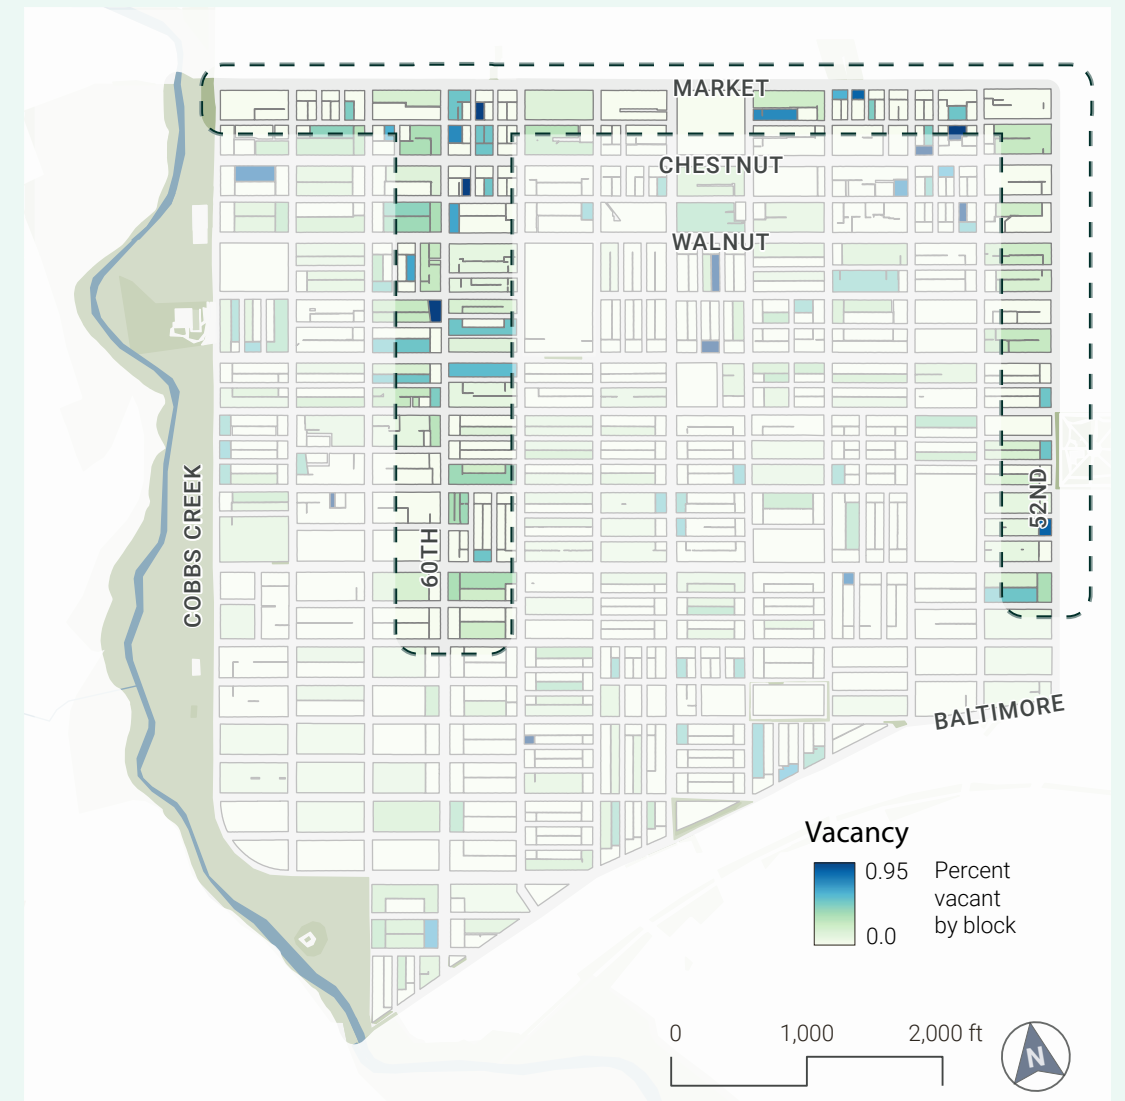 MARKET
CHESTNUT
WALNUT
COBBS CREEK
60TH
52ND
BALTIMORE
Vacancy
0.95
0.0
Percent
vacant
by block
0
1,000
2,000 ft
N